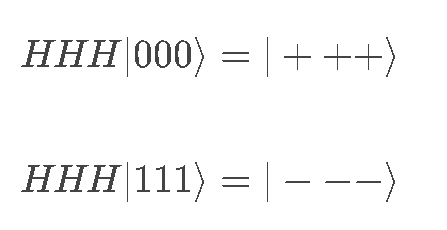 HHH|000⟩ = | + ++⟩
HHH|111⟩ = | − −−⟩